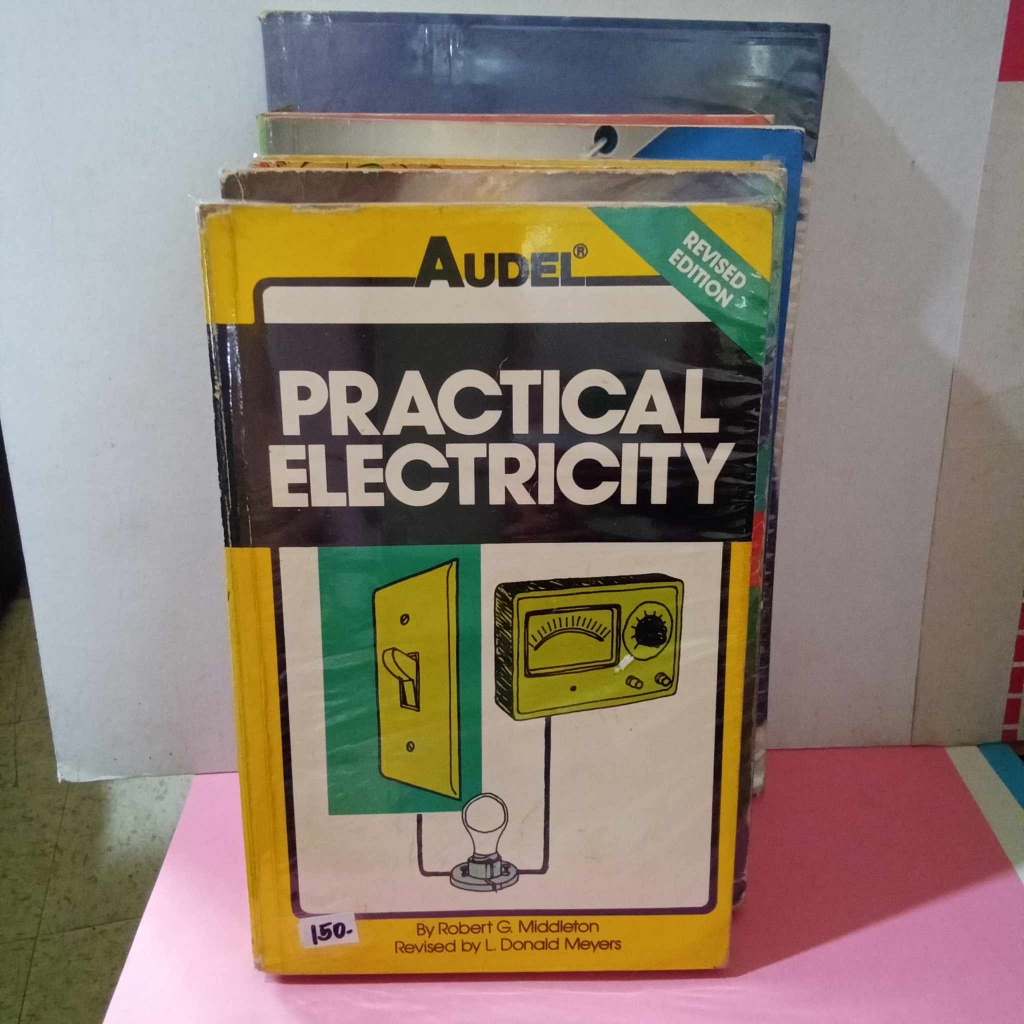 AUDEL®
REVISED
EDITION
PRACTICAL
ELECTRICITY
150-
By Robert G. Middleton
Revised by L. Donald Meyers